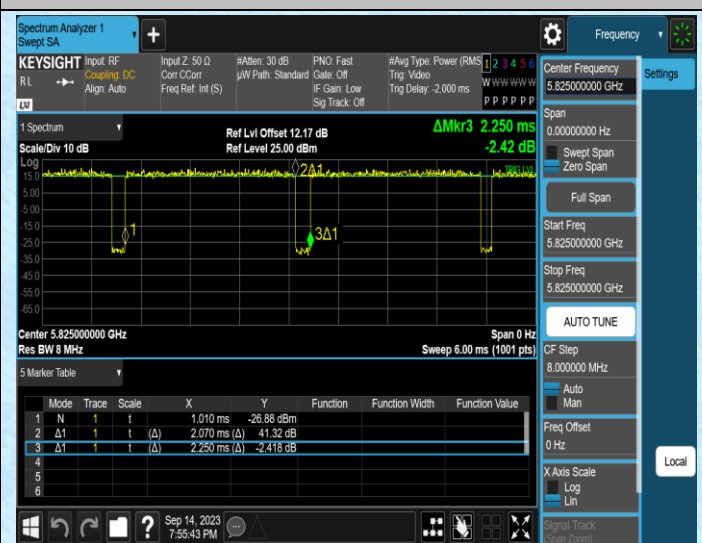 Spectrum Analyzer 1
Swept SA
Frequency
KEYSIGHT
RL
Input: RF
Coupling: DC
Align: Auto
Input Z: 50 Ω
Corr CCorr
Freq Ref: Int (S)
#Atten: 30 dB
µW Path: Standard
PNO: Fast
Gate: Off
IF Gain: Low
Sig Track: Off
#Avg Type: Power (RMS
Trig: Video
Trig Delay: -2.000 ms
1 2 3 4 5 6
W W W W W W
P P P P P P
1 Spectrum
Ref Lvl Offset 12.17 dB
ΔMkr3 2.250 ms
Scale/Div 10 dB
Ref Level 25.00 dBm
-2.42 dB
Log
15.0
5.00
-5.00
-15.0
-25.0
-35.0
-45.0
-55.0
-65.0
2Δ1
TRIG LVL
1
3Δ1
Center 5.825000000 GHz
Span 0 Hz
Res BW 8 MHz
Sweep 6.00 ms (1001 pts)
5 Marker Table
Mode Trace Scale X Y Function Function Width Function Value
1 N 1 t 1.010 ms -26.88 dBm
2 Δ1 1 t (Δ) 2.070 ms (Δ) 41.32 dB
3 Δ1 1 t (Δ) 2.250 ms (Δ) -2.418 dB
4
5
6
Sep 14, 2023
7:55:43 PM
Center Frequency
5.825000000 GHz
Span
0.00000000 Hz
Swept Span
Zero Span
Full Span
Start Freq
5.825000000 GHz
Stop Freq
5.825000000 GHz
AUTO TUNE
CF Step
8.000000 MHz
Auto
Man
Freq Offset
0 Hz
X Axis Scale
Log
Lin
Signal Track
(Span Zoom)
Settings
Local